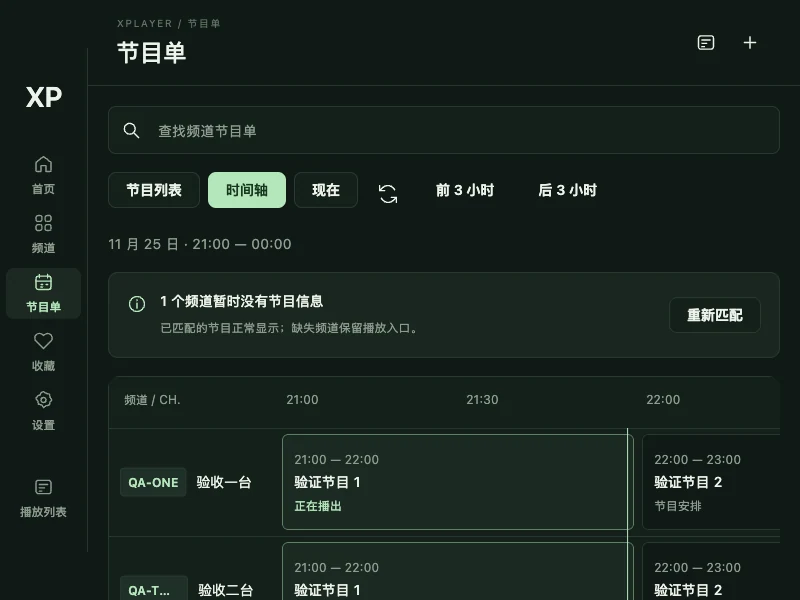 XPLAYER / 节目单
节目单
XP
首页
频道
节目单
收藏
设置
播放列表
查找频道节目单
节目列表 时间轴 现在 前 3 小时 后 3 小时
11 月 25 日 · 21:00 — 00:00
1 个频道暂时没有节目信息
已匹配的节目正常显示；缺失频道保留播放入口。
重新匹配
频道 / CH. 21:00 21:30 22:00
QA-ONE 验收一台
21:00 — 22:00
验证节目 1
正在播出
22:00 — 23:00
验证节目 2
节目安排
QA-T... 验收二台
21:00 — 22:00
验证节目 1
22:00 — 23:00
验证节目 2